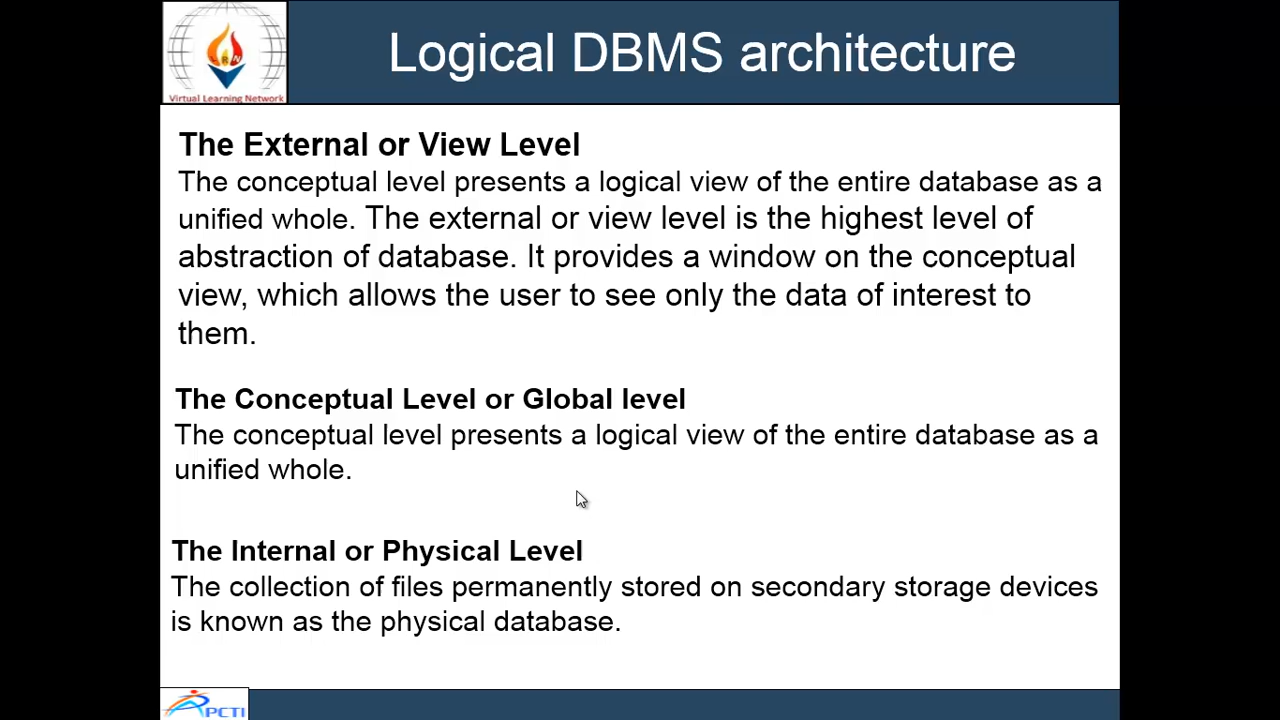 Logical DBMS architecture
Virtual Learning Network
The External or View Level
The conceptual level presents a logical view of the entire database as a
unified whole. The external or view level is the highest level of
abstraction of database. It provides a window on the conceptual
view, which allows the user to see only the data of interest to
them.
The Conceptual Level or Global level
The conceptual level presents a logical view of the entire database as a
unified whole.
The Internal or Physical Level
The collection of files permanently stored on secondary storage devices
is known as the physical database.
PCTI